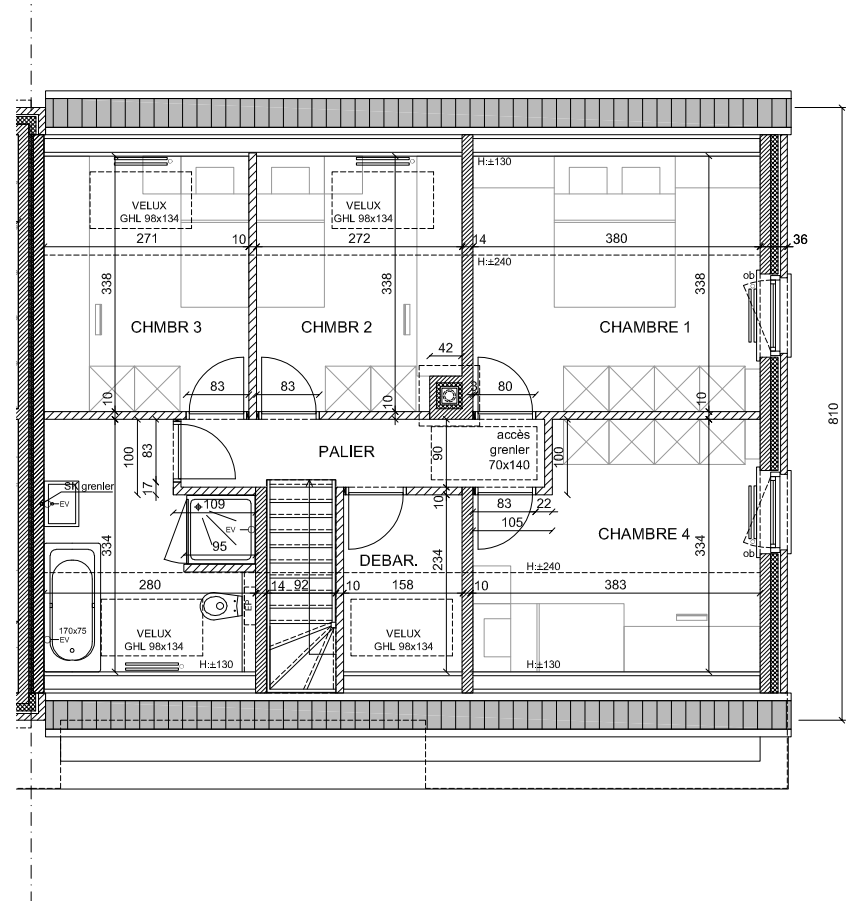 H:±130
VELUX
GHL 98x134
VELUX
GHL 98x134
271
10
272
14
380
36
H:±240
ob
338
338
338
CHMBR 3
CHMBR 2
CHAMBRE 1
42
83
83
80
10
10
10
810
100
83
17
PALIER
90
accès
grenier
70x140
100
SK grenier
EV
109
EV
95
10
83
22
105
CHAMBRE 4
334
DEBAR.
234
334
ob
H:±240
280
14
92
10
158
10
383
EP
170x75
EV
VELUX
GHL 98x134
VELUX
GHL 98x134
H:±130
H:±130